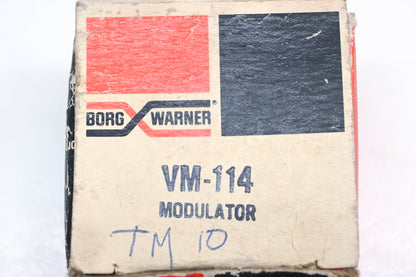 BORG WARNER®
VM-114
MODULATOR
TM 10